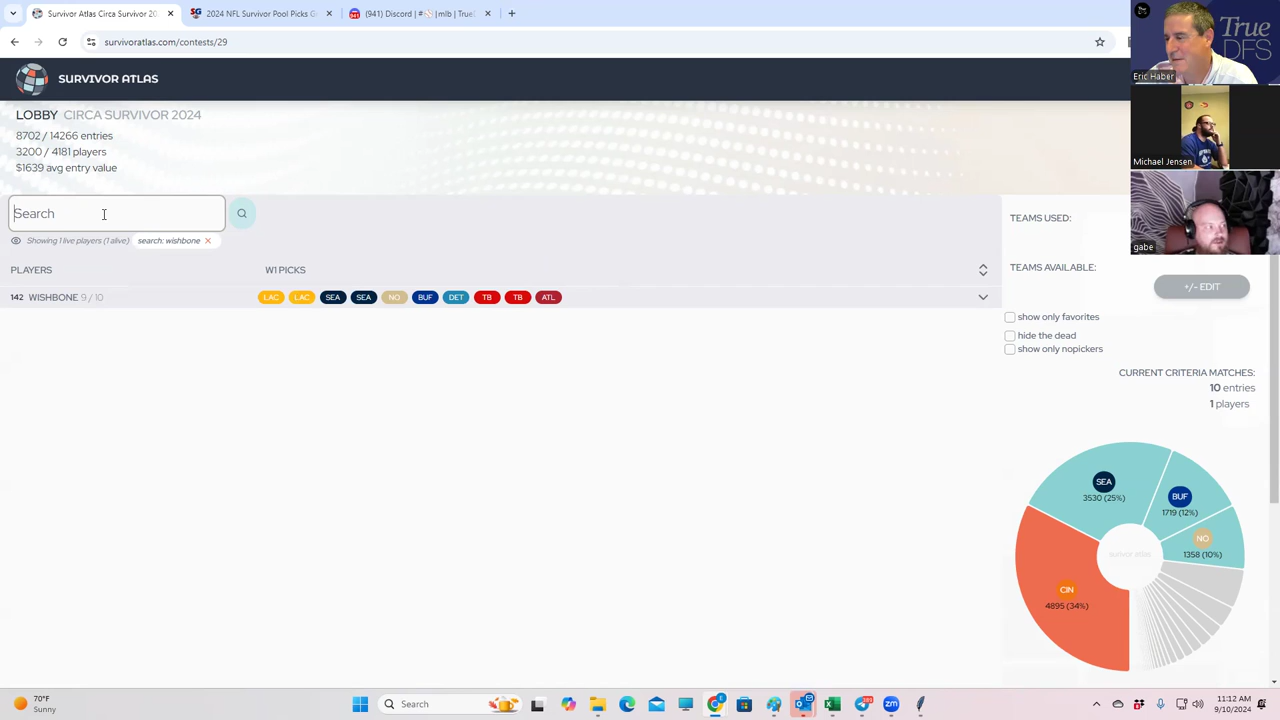 Survivor Atlas Circa Survivor 20
2024 NFL Survivor Pool Picks G
(941) Discord | #
| mlb | TrueD
survivoratlas.com/contests/29
SURVIVOR ATLAS
LOBBY CIRCA SURVIVOR 2024
8702 / 14266 entries
3200 / 4181 players
$1639 avg entry value
Search
Showing 1 live players (1 alive) search: wishbone
PLAYERS W1 PICKS
142 WISHBONE 9 / 10 LAC LAC SEA SEA NO BUF DET TB TB ATL
TEAMS USED:
TEAMS AVAILABLE:
+/- EDIT
show only favorites
hide the dead
show only nopickers
CURRENT CRITERIA MATCHES:
10 entries
1 players
SEA
3530 (25%)
BUF
1719 (12%)
NO
1358 (10%)
CIN
4895 (34%)
survivor atlas
True
DFS
Eric Haber
Michael Jensen
gabe
70°F
Sunny
Search
11:12 AM
9/10/2024